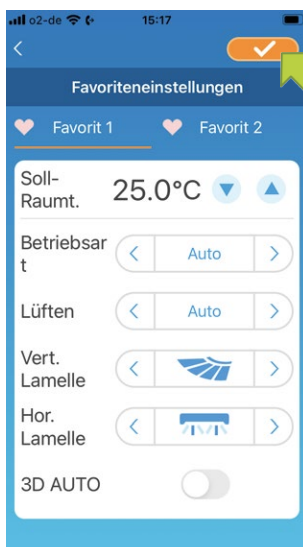 o2-de 15:17
Favoriteneinstellungen
Favorit 1 Favorit 2
Soll-
Raumt. 25.0°C
Betriebsar
t Auto
Lüften Auto
Vert.
Lamelle
Hor.
Lamelle
3D AUTO